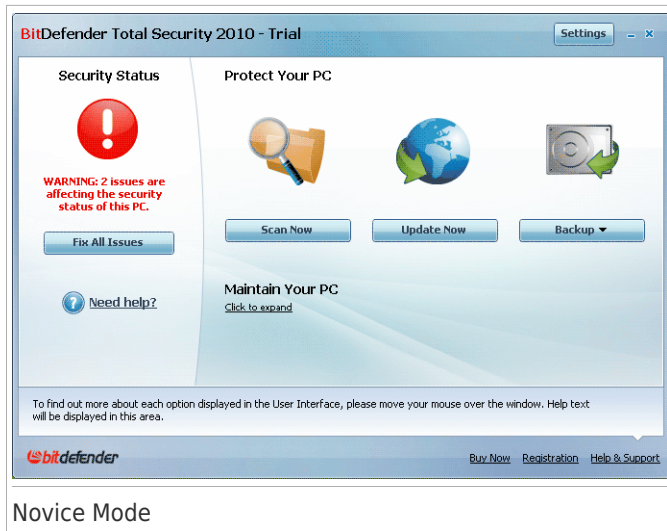 BitDefender Total Security 2010 - Trial
Settings
Security Status
WARNING: 2 issues are
affecting the security
status of this PC.
Fix All Issues
Need help?
Protect Your PC
Scan Now
Update Now
Backup
Maintain Your PC
Click to expand
To find out more about each option displayed in the User Interface, please move your mouse over the window. Help text
will be displayed in this area.
bitdefender
Buy Now Registration Help & Support
Novice Mode